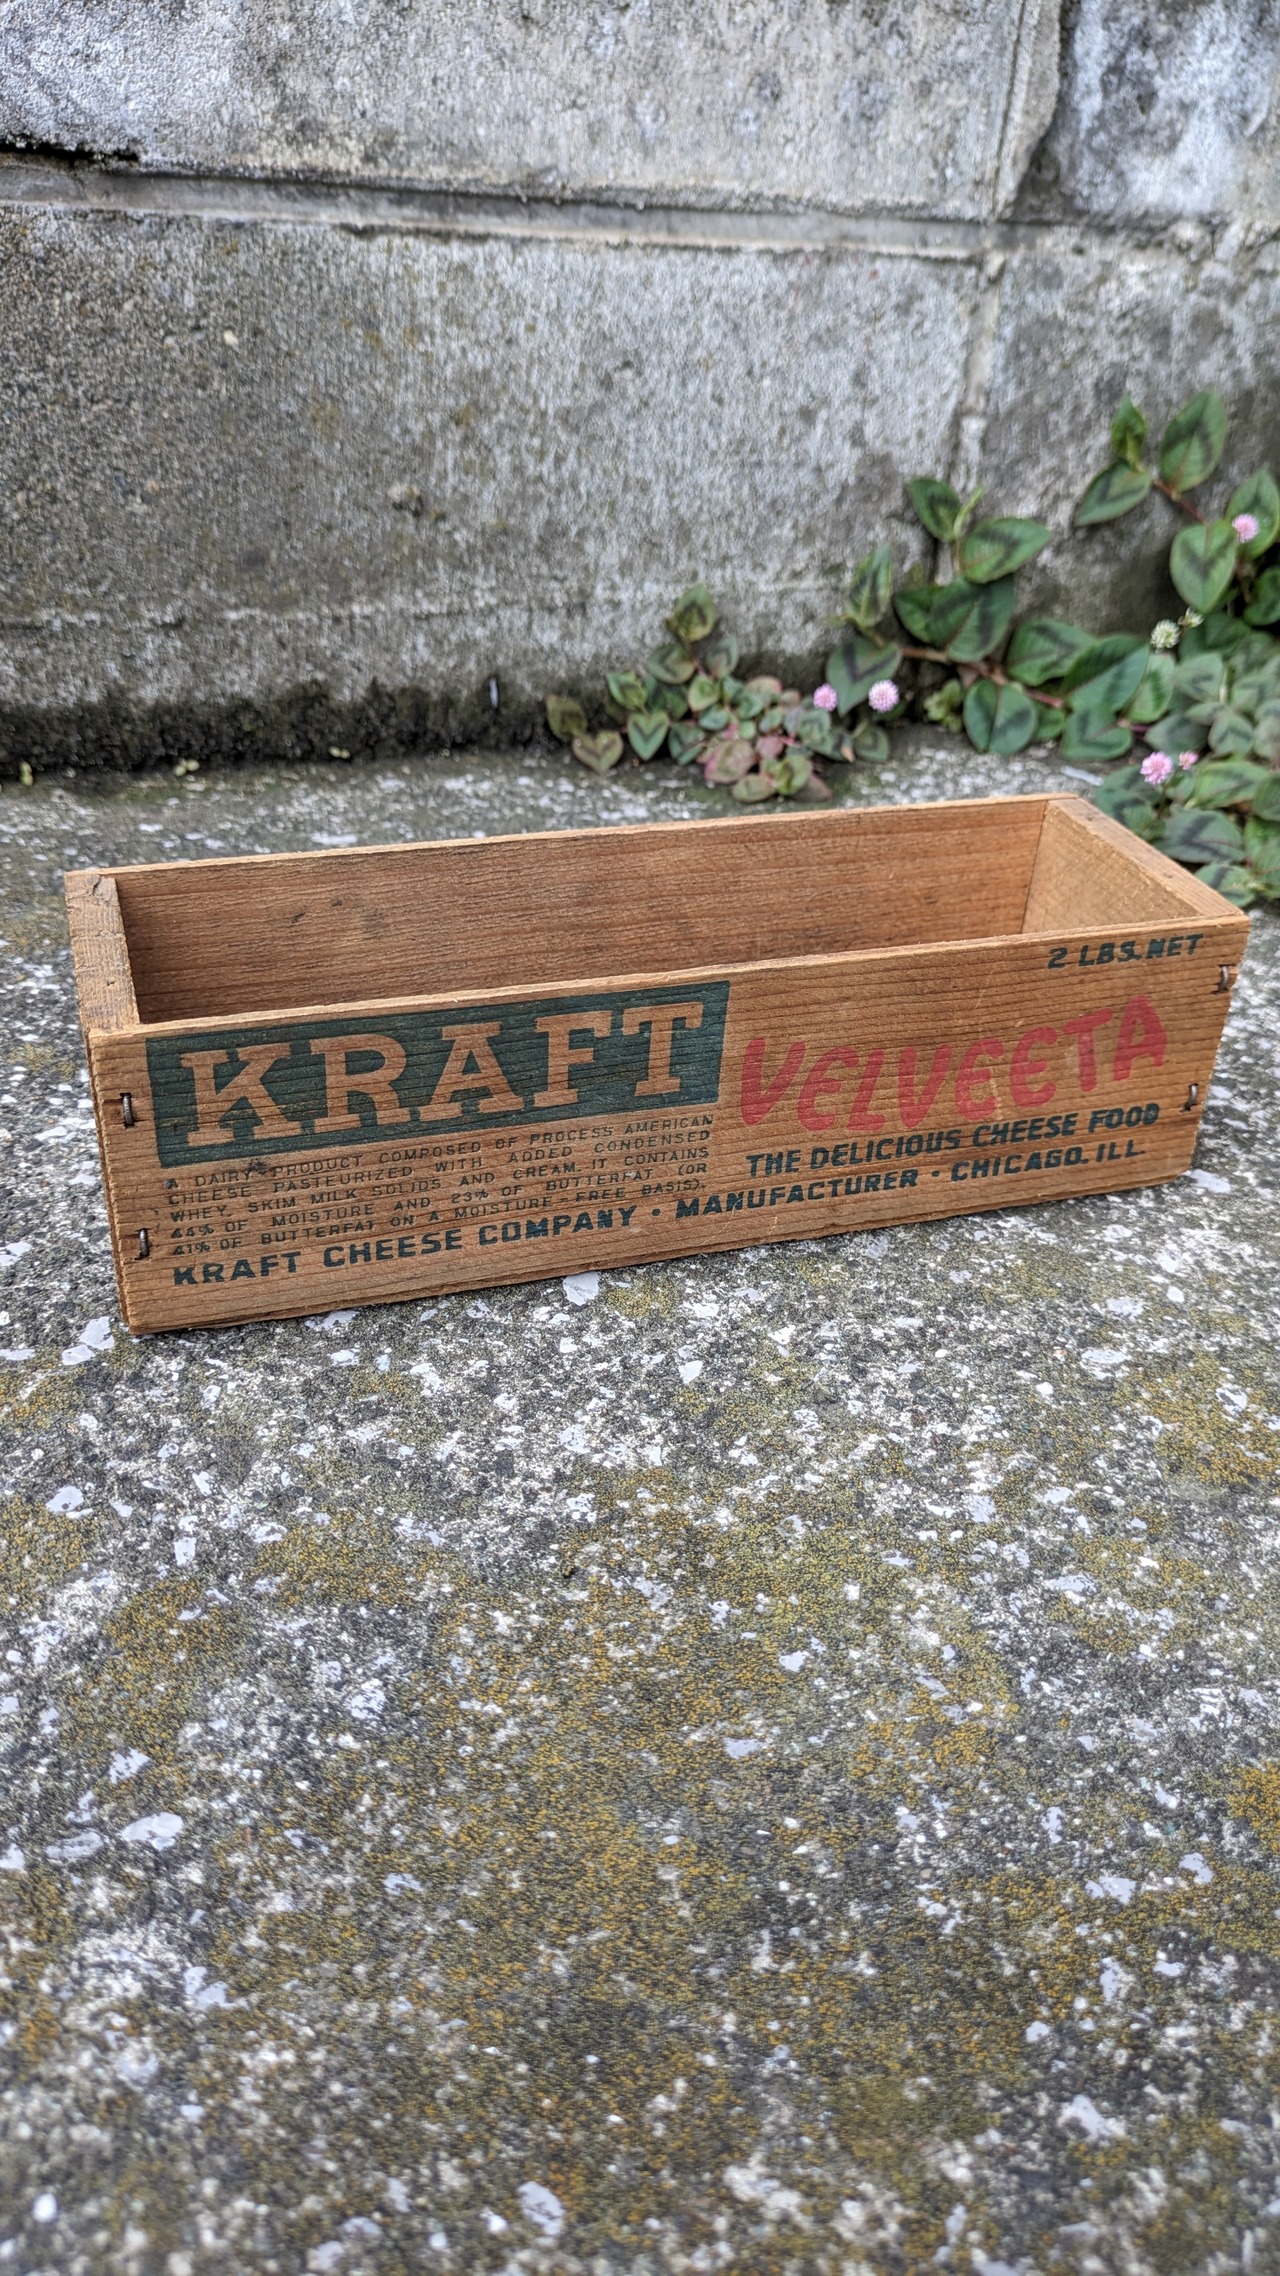 2 LBS. NET
KRAFT
VELVEETA
THE DELICIOUS CHEESE FOOD
A DAIRY PRODUCT COMPOSED OF PROCESS AMERICAN
CHEESE PASTEURIZED WITH ADDED CONDENSED
WHEY, SKIM MILK SOLIDS AND CREAM. IT CONTAINS
44% OF MOISTURE AND 23% OF BUTTERFAT (OR
41% OF BUTTERFAT ON A MOISTURE-FREE BASIS).
KRAFT CHEESE COMPANY · MANUFACTURER · CHICAGO, ILL.